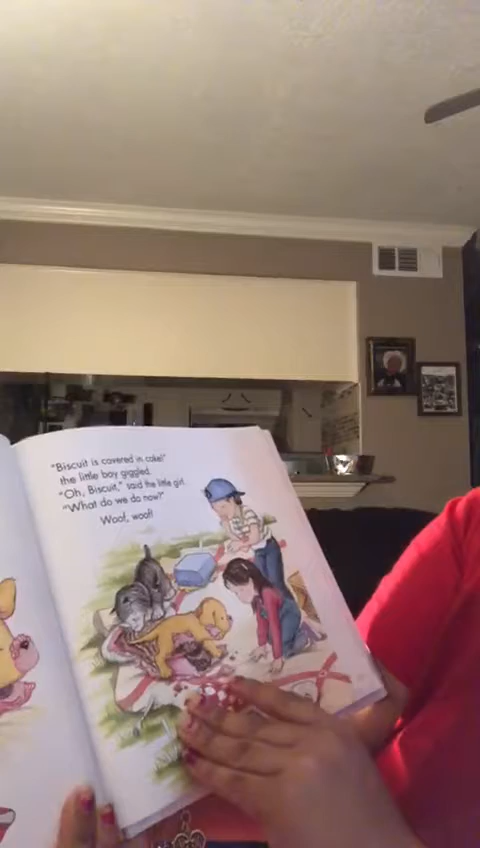 "Biscuit is covered in cake!"
the little boy giggled.
"Oh, Biscuit," said the little girl.
"What do we do now?"
Woof, woof!